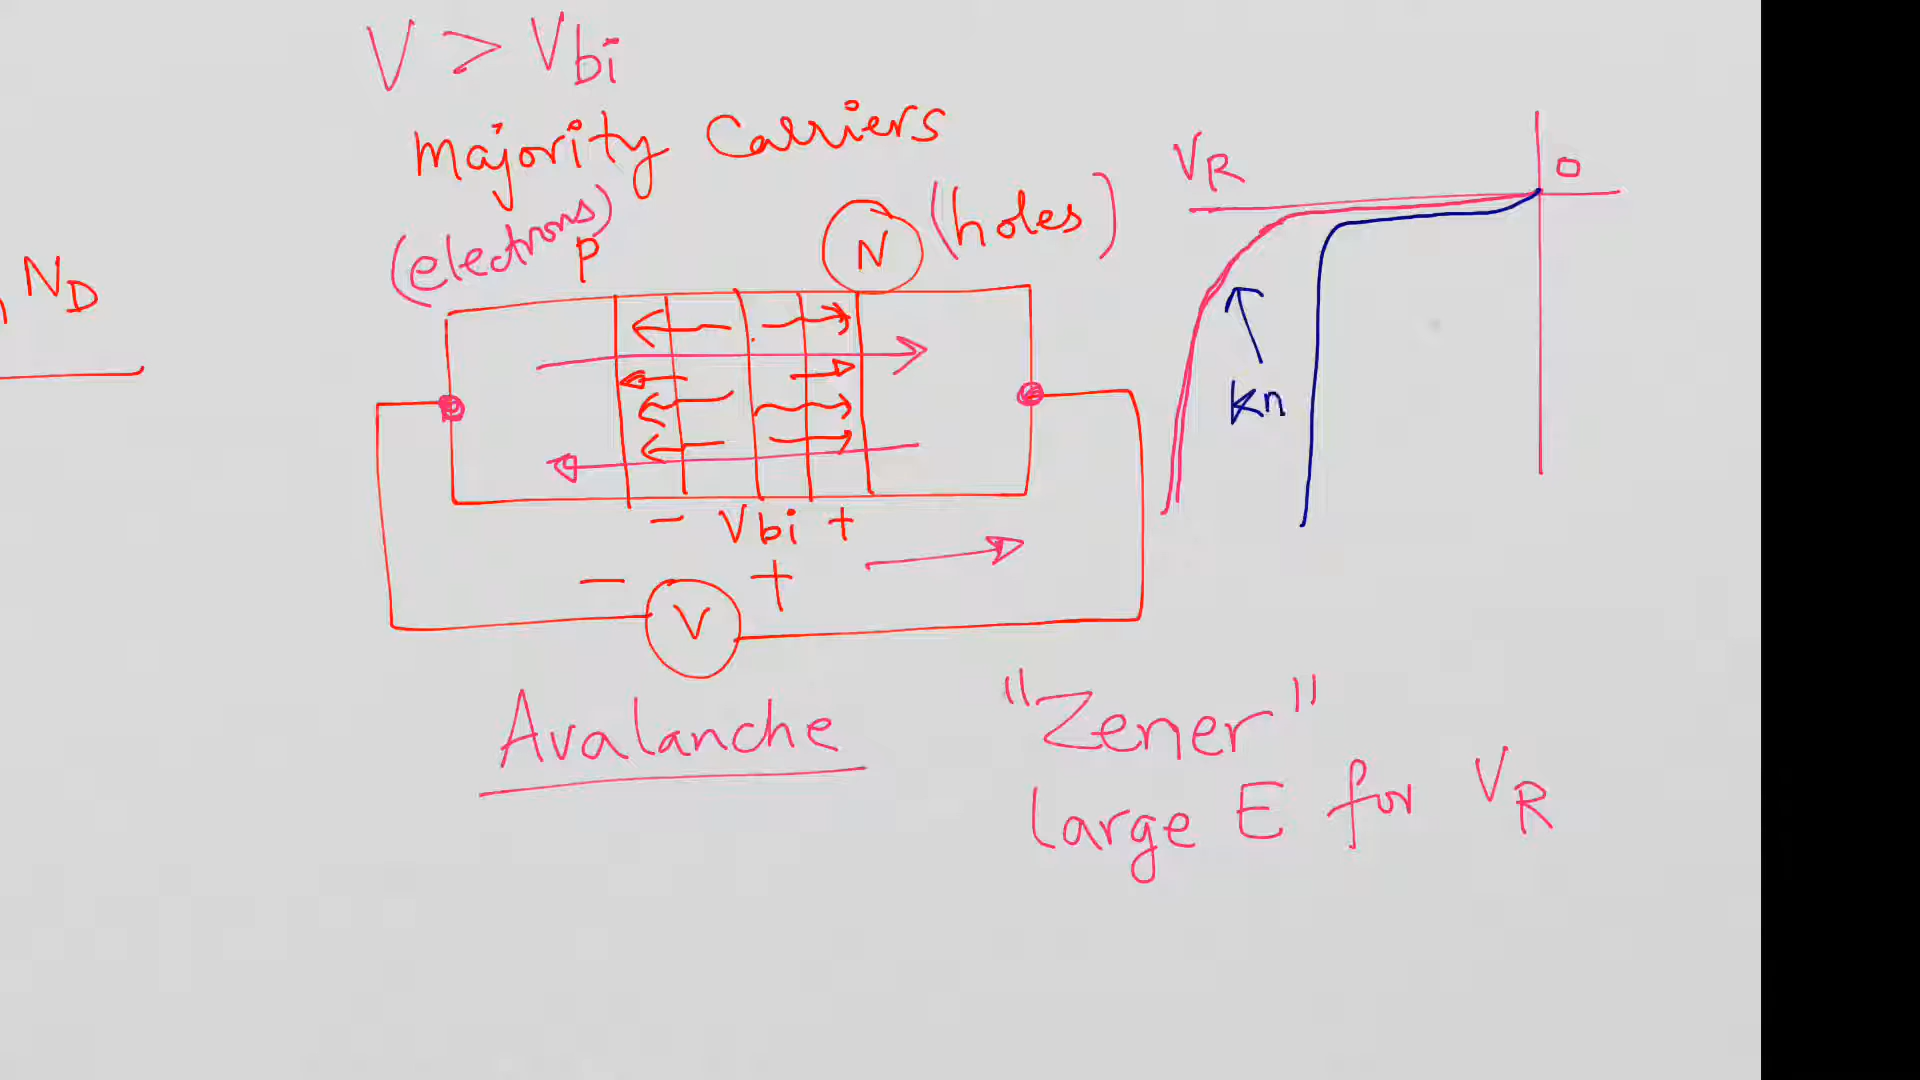 V > Vbi
Majority Carriers
(electrons)
P
N
(holes)
ND
VR
0
kn
- Vbi +
- +
V
Avalanche
"Zener"
large E for VR